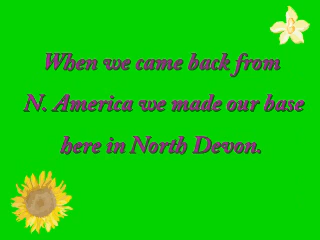 When we came back from
N. America we made our base
here in North Devon.